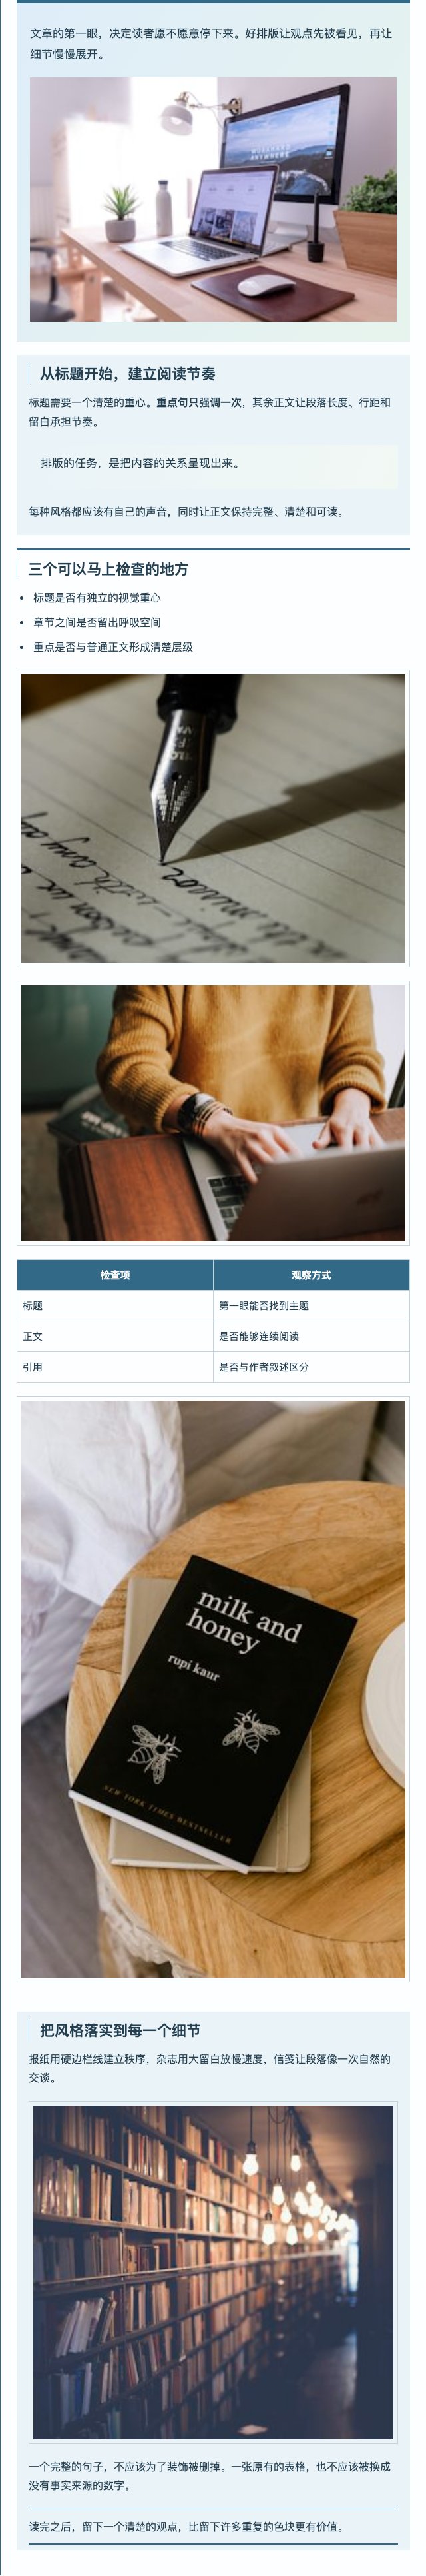 文章的第一眼，决定读者愿不愿意停下来。好排版让观点先被看见，再让
细节慢慢展开。
从标题开始，建立阅读节奏
标题需要一个清楚的重心。重点句只强调一次，其余正文让段落长度、行距和
留白承担节奏。
排版的任务，是把内容的关系呈现出来。
每种风格都应该有自己的声音，同时让正文保持完整、清楚和可读。
三个可以马上检查的地方
标题是否有独立的视觉重心
章节之间是否留出呼吸空间
重点是否与普通正文形成清楚层级
检查项 观察方式
标题 第一眼能否找到主题
正文 是否能够连续阅读
引用 是否与作者叙述区分
milk and
honey
rupi kaur
NEW YORK TIMES BESTSELLER
把风格落实到每一个细节
报纸用硬边栏线建立秩序，杂志用大留白放慢速度，信笺让段落像一次自然的
交谈。
一个完整的句子，不应该为了装饰被删掉。一张原有的表格，也不应该被换成
没有事实来源的数字。
读完之后，留下一个清楚的观点，比留下许多重复的色块更有价值。